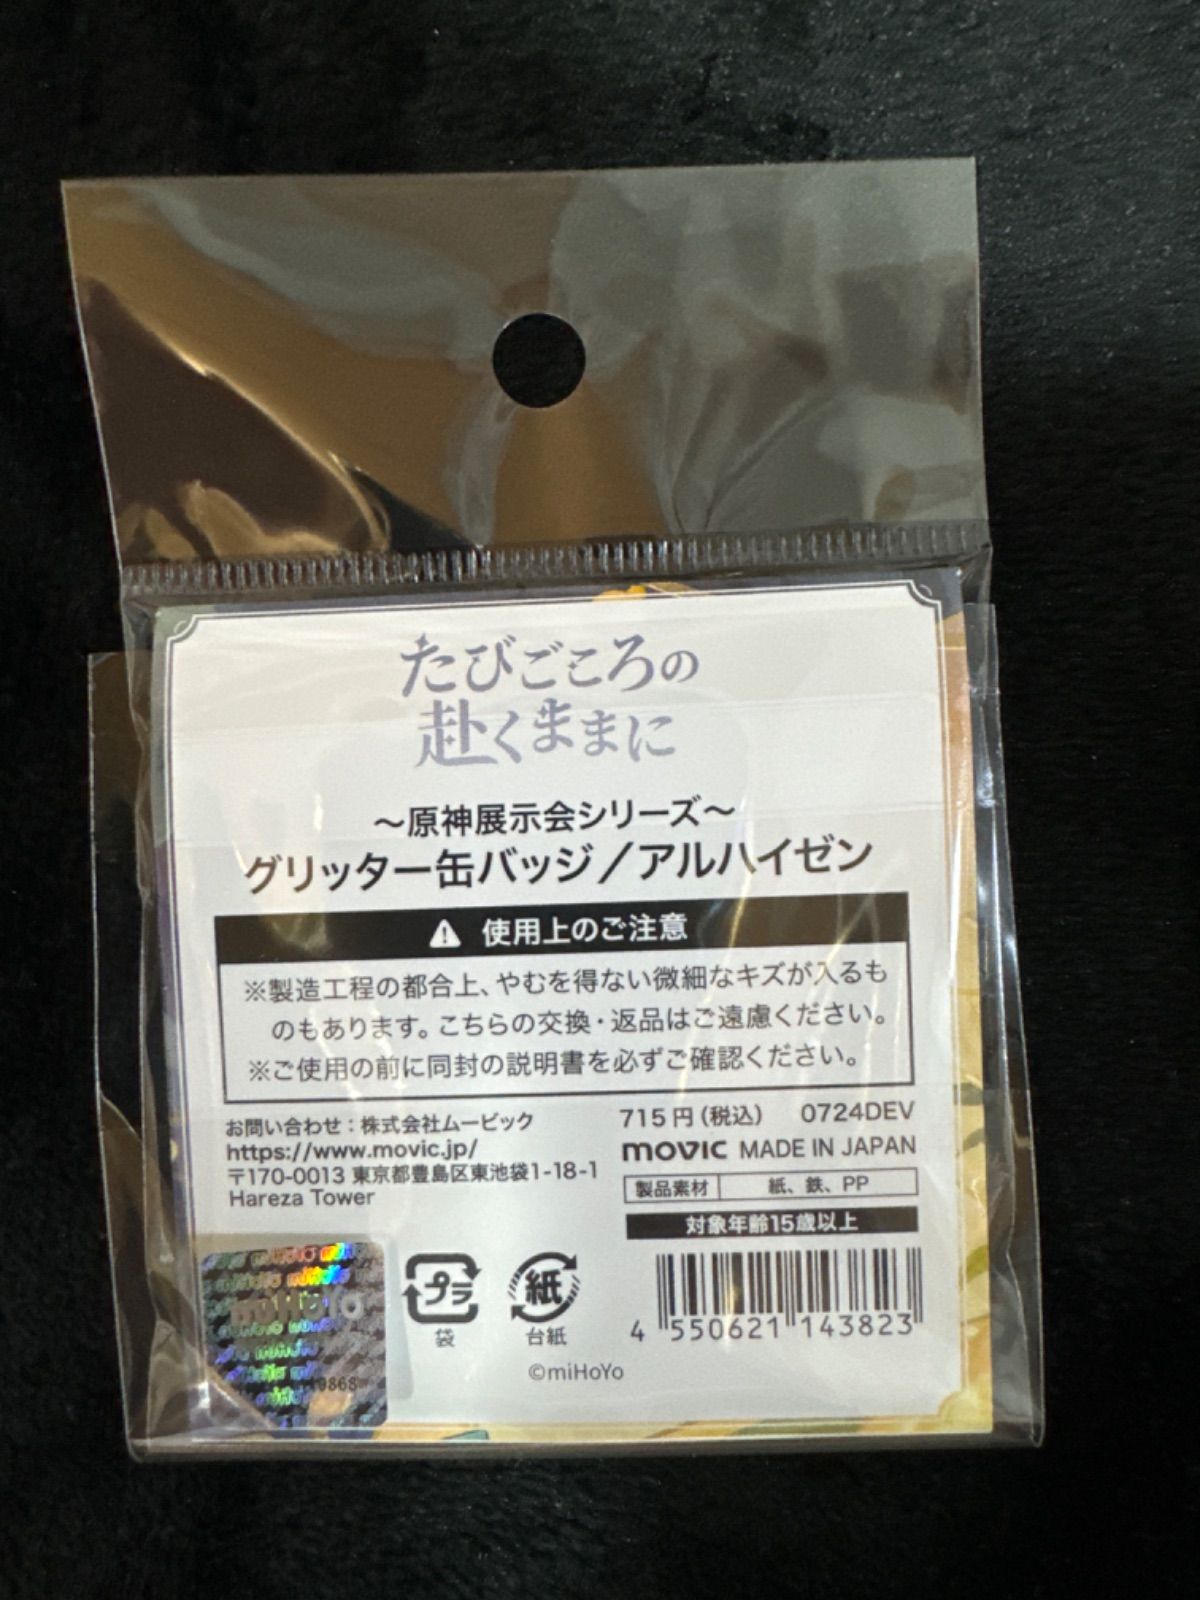 たびごころの
赴くままに
～原神展示会シリーズ～
グリッター缶バッジ／アルハイゼン
使用上のご注意
※製造工程の都合上、やむを得ない微細なキズが入るも
のもあります。こちらの交換・返品はご遠慮ください。
※ご使用の前に同封の説明書を必ずご確認ください。
お問い合わせ：株式会社ムービック
https://www.movic.jp/
〒170-0013 東京都豊島区東池袋1-18-1
Hareza Tower
715円（税込） 0724DEV
movic MADE IN JAPAN
製品素材 紙、鉄、PP
対象年齢15歳以上
miHoYo
プラ
袋
紙
台紙
4 550621 143823
©miHoYo